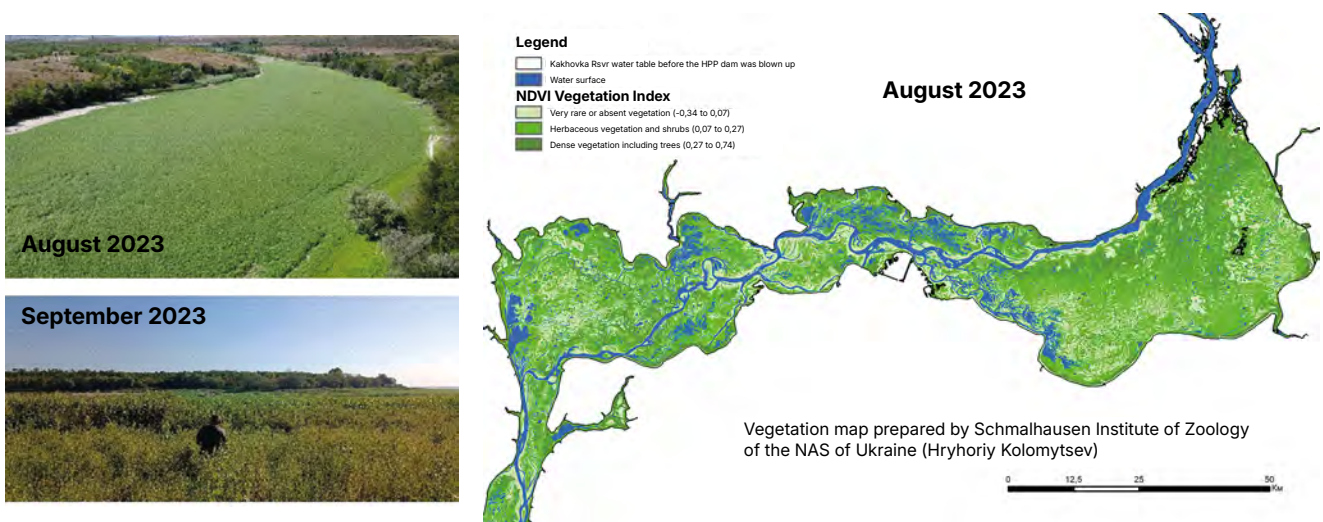 August 2023
September 2023
Legend
Kakhovka Rsvr water table before the HPP dam was blown up
Water surface
NDVI Vegetation Index
Very rare or absent vegetation (-0,34 to 0,07)
Herbaceous vegetation and shrubs (0,07 to 0,27)
Dense vegetation including trees (0,27 to 0,74)
August 2023
Vegetation map prepared by Schmalhausen Institute of Zoology
of the NAS of Ukraine (Hryhoriy Kolomytsev)
0 12,5 25 50
Км